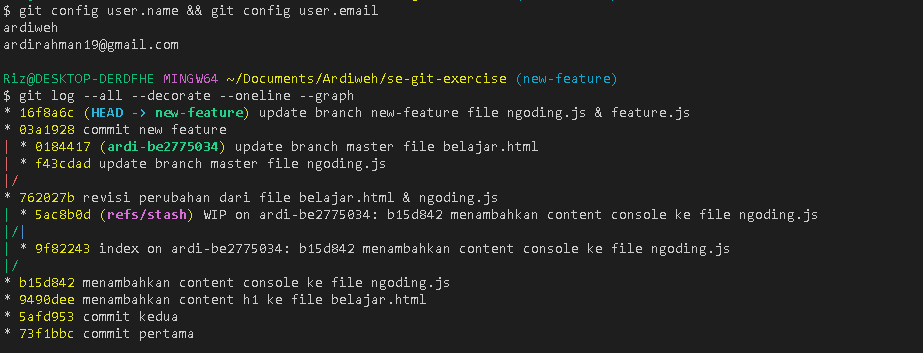 $ git config user.name && git config user.email
ardiweh
ardirahman19@gmail.com
Riz@DESKTOP-DERDFHE MINGW64 ~/Documents/Ardiweh/se-git-exercise (new-feature)
$ git log --all --decorate --oneline --graph
* 16f8a6c (HEAD -> new-feature) update branch new-feature file ngoding.js & feature.js
* 03a1928 commit new feature
| * 0184417 (ardi-be2775034) update branch master file belajar.html
| * f43cdad update branch master file ngoding.js
|/
* 762027b revisi perubahan dari file belajar.html & ngoding.js
| * 5ac8b0d (refs/stash) WIP on ardi-be2775034: b15d842 menambahkan content console ke file ngoding.js
|/|
| * 9f82243 index on ardi-be2775034: b15d842 menambahkan content console ke file ngoding.js
|/
* b15d842 menambahkan content console ke file ngoding.js
* 9490dee menambahkan content h1 ke file belajar.html
* 5afd953 commit kedua
* 73f1bbc commit pertama